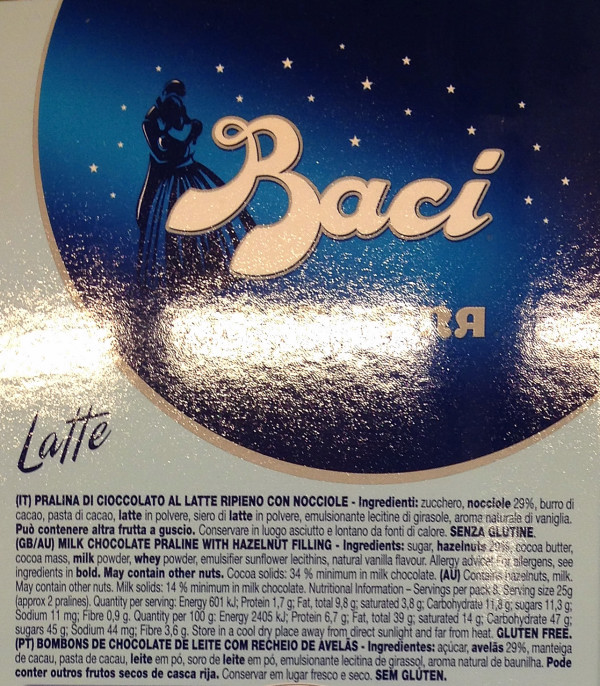 Baci
Latte
(IT) PRALINA DI CIOCCOLATO AL LATTE RIPIENO CON NOCCIOLE - Ingredienti: zucchero, nocciole 29%, burro di
cacao, pasta di cacao, latte in polvere, siero di latte in polvere, emulsionante lecitine di girasole, aroma naturale di vaniglia.
Può contenere altra frutta a guscio. Conservare in luogo asciutto e lontano da fonti di calore. SENZA GLUTINE.
(GB/AU) MILK CHOCOLATE PRALINE WITH HAZELNUT FILLING - Ingredients: sugar, hazelnuts 29%, cocoa butter,
cocoa mass, milk powder, whey powder, emulsifier sunflower lecithins, natural vanilla flavour. Allergy advice: For allergens, see
ingredients in bold. May contain other nuts. Cocoa solids: 34 % minimum in milk chocolate. (AU) Contains hazelnuts, milk.
May contain other nuts. Milk solids: 14 % minimum in milk chocolate. Nutritional Information – Servings per pack 8. Serving size 25g
(approx 2 pralines). Quantity per serving: Energy 601 kJ; Protein 1,7 g; Fat, total 9,8 g; saturated 3,8 g; Carbohydrate 11,8 g; sugars 11,3 g;
Sodium 11 mg; Fibre 0,9 g. Quantity per 100 g: Energy 2405 kJ; Protein 6,7 g; Fat, total 39 g; saturated 14 g; Carbohydrate 47 g;
sugars 45 g; Sodium 44 mg; Fibre 3,6 g. Store in a cool dry place away from direct sunlight and far from heat. GLUTEN FREE.
(PT) BOMBONS DE CHOCOLATE DE LEITE COM RECHEIO DE AVELÃS - Ingredientes: açúcar, avelãs 29%, manteiga
de cacau, pasta de cacau, leite em pó, soro de leite em pó, emulsionante lecitina de girassol, aroma natural de baunilha. Pode
conter outros frutos secos de casca rija. Conservar em lugar fresco e seco. SEM GLÚTEN.